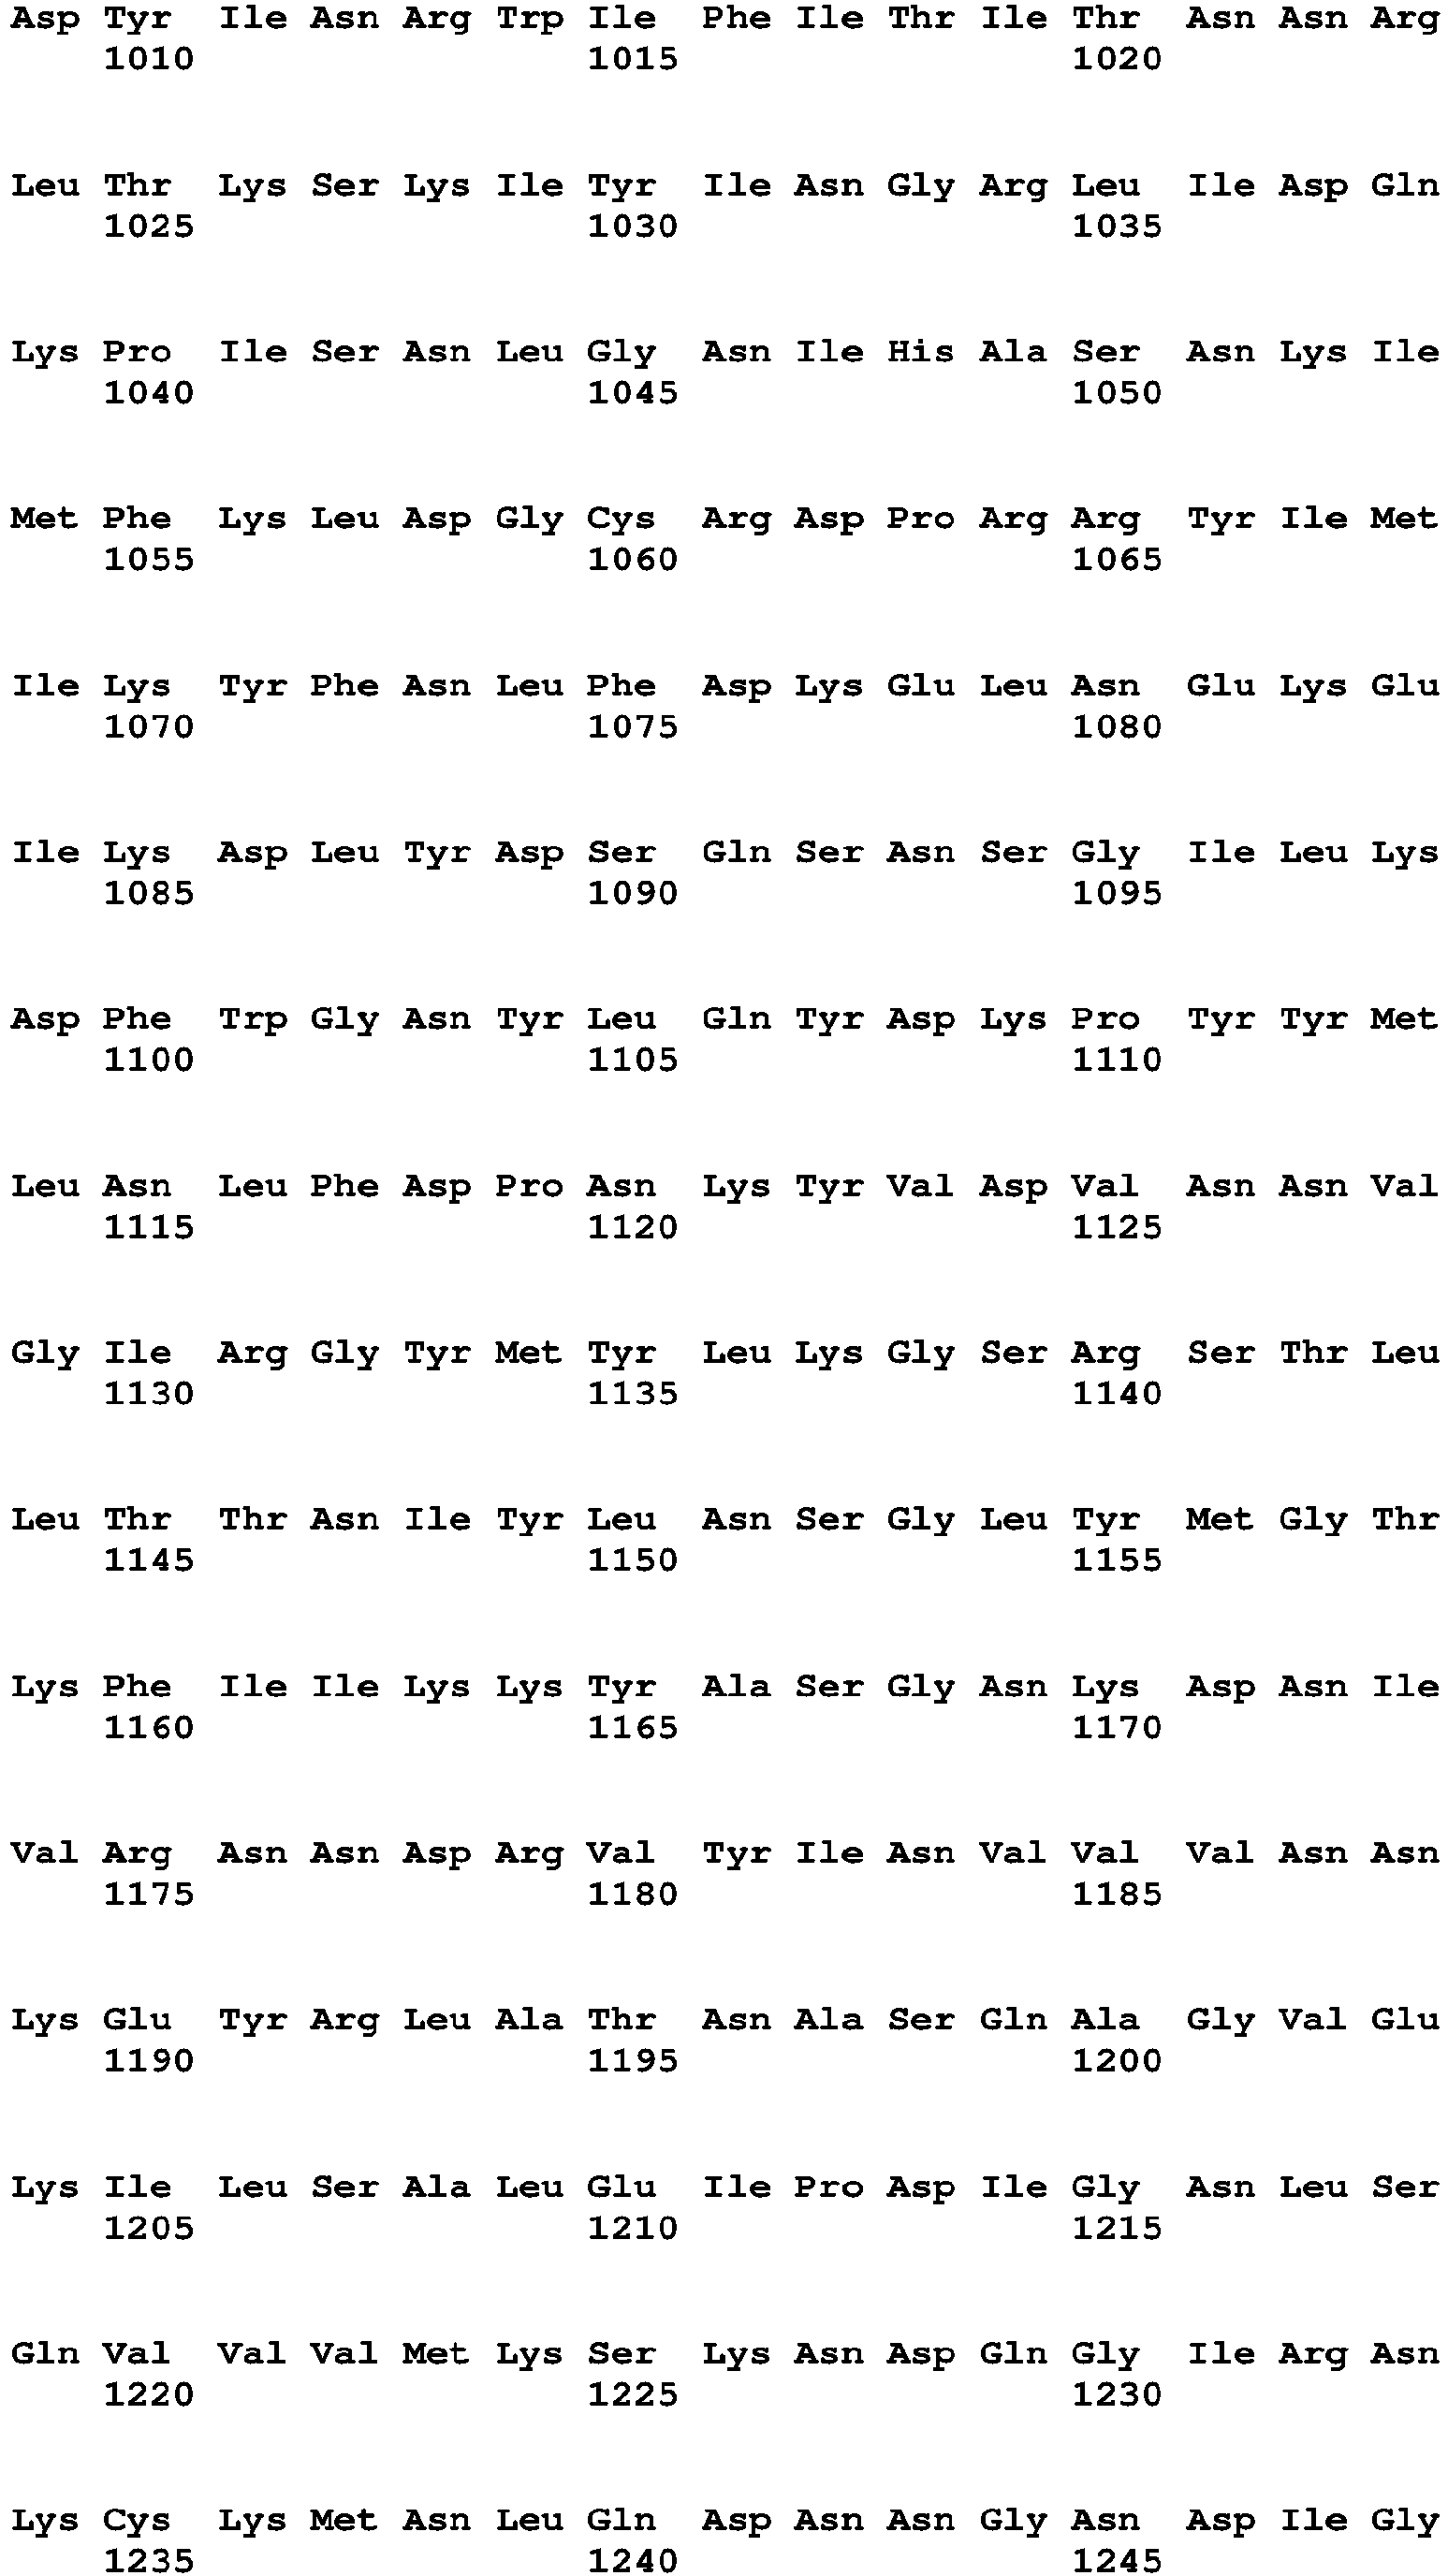 Asp Tyr Ile Asn Arg Trp Ile Phe Ile Thr Ile Thr Asn Asn Arg
1010 1015 1020
Leu Thr Lys Ser Lys Ile Tyr Ile Asn Gly Arg Leu Ile Asp Gln
1025 1030 1035
Lys Pro Ile Ser Asn Leu Gly Asn Ile His Ala Ser Asn Lys Ile
1040 1045 1050
Met Phe Lys Leu Asp Gly Cys Arg Asp Pro Arg Arg Tyr Ile Met
1055 1060 1065
Ile Lys Tyr Phe Asn Leu Phe Asp Lys Glu Leu Asn Glu Lys Glu
1070 1075 1080
Ile Lys Asp Leu Tyr Asp Ser Gln Ser Asn Ser Gly Ile Leu Lys
1085 1090 1095
Asp Phe Trp Gly Asn Tyr Leu Gln Tyr Asp Lys Pro Tyr Tyr Met
1100 1105 1110
Leu Asn Leu Phe Asp Pro Asn Lys Tyr Val Asp Val Asn Asn Val
1115 1120 1125
Gly Ile Arg Gly Tyr Met Tyr Leu Lys Gly Ser Arg Ser Thr Leu
1130 1135 1140
Leu Thr Thr Asn Ile Tyr Leu Asn Ser Gly Leu Tyr Met Gly Thr
1145 1150 1155
Lys Phe Ile Ile Lys Lys Tyr Ala Ser Gly Asn Lys Asp Asn Ile
1160 1165 1170
Val Arg Asn Asn Asp Arg Val Tyr Ile Asn Val Val Val Asn Asn
1175 1180 1185
Lys Glu Tyr Arg Leu Ala Thr Asn Ala Ser Gln Ala Gly Val Glu
1190 1195 1200
Lys Ile Leu Ser Ala Leu Glu Ile Pro Asp Ile Gly Asn Leu Ser
1205 1210 1215
Gln Val Val Val Met Lys Ser Lys Asn Asp Gln Gly Ile Arg Asn
1220 1225 1230
Lys Cys Lys Met Asn Leu Gln Asp Asn Asn Gly Asn Asp Ile Gly
1235 1240 1245